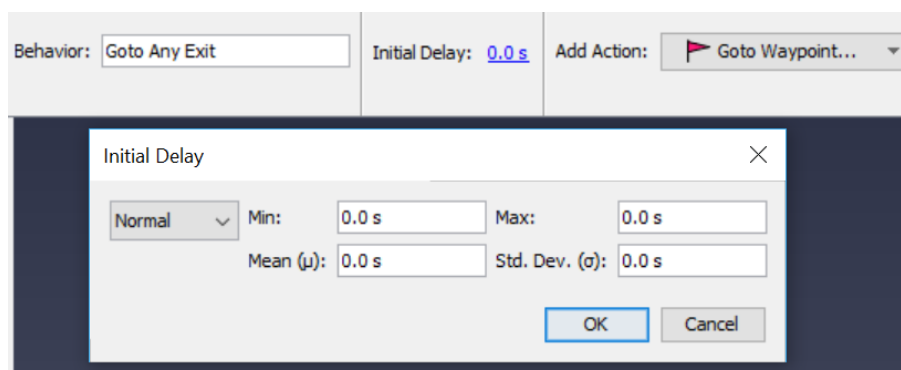 Behavior: Goto Any Exit Initial Delay: 0.0 s Add Action: Goto Waypoint...
Initial Delay
Normal Min: 0.0 s Max: 0.0 s
Mean (μ): 0.0 s Std. Dev. (σ): 0.0 s
OK Cancel